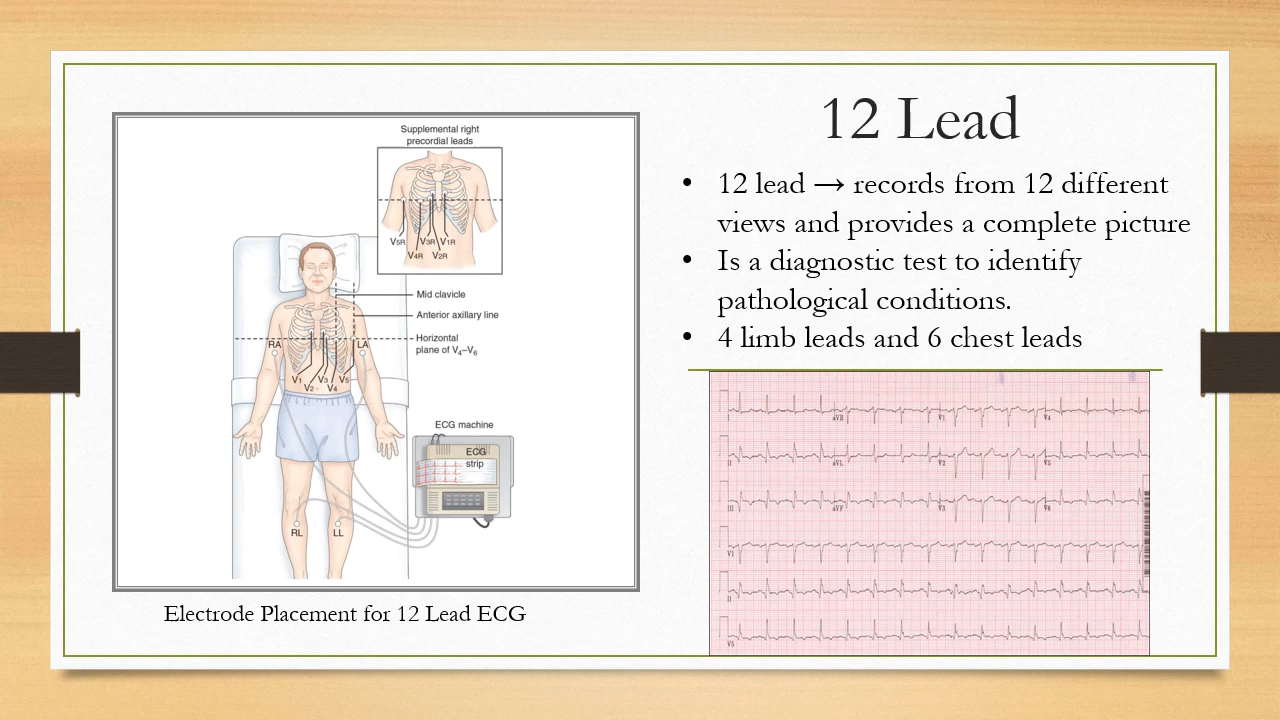 12 Lead
• 12 lead → records from 12 different
views and provides a complete picture
• Is a diagnostic test to identify
pathological conditions.
• 4 limb leads and 6 chest leads
Supplemental right
precordial leads
V5R V3R V1R
V4R V2R
Mid clavicle
Anterior axillary line
Horizontal
plane of V4–V6
RA LA
V1 V3 V5
V2 V4
ECG machine
ECG
strip
RL LL
Electrode Placement for 12 Lead ECG
aVR V1 V4
II aVL V2 V5
III aVF V3 V6
V1
II
V5